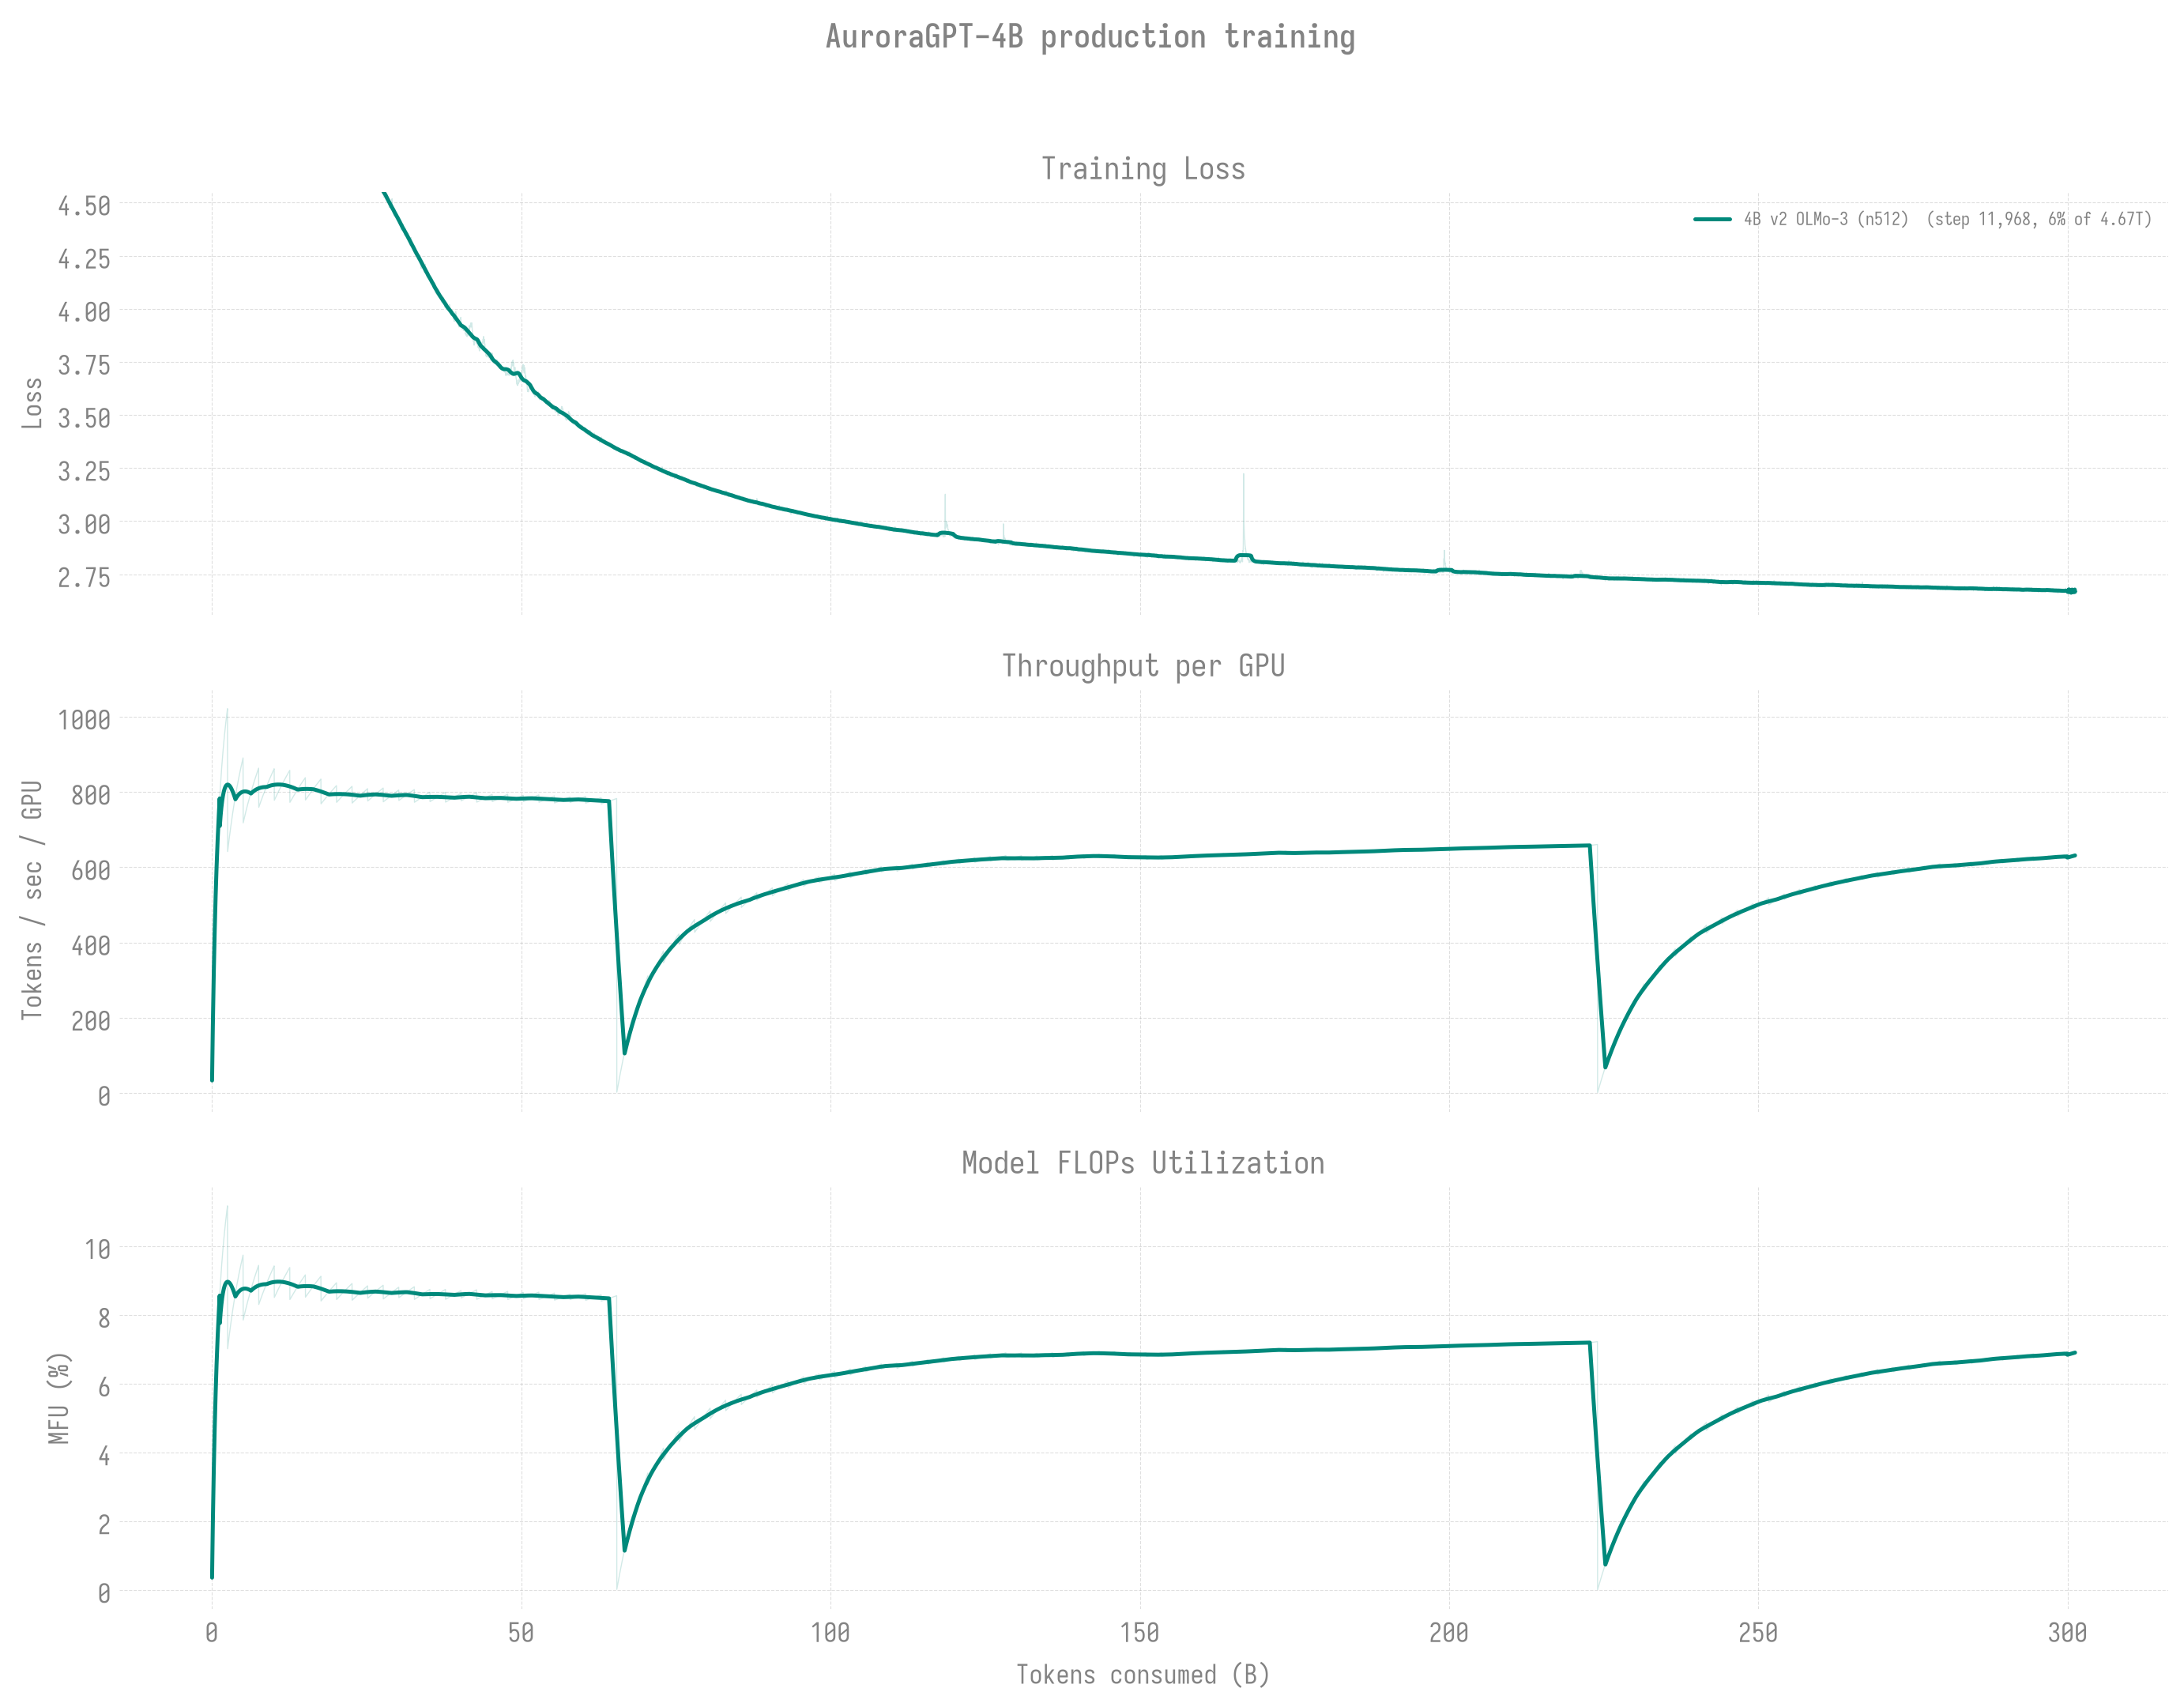 AuroraGPT-4B production training
Training Loss
4B v2 OLMo-3 (n512)  (step 11,968, 6% of 4.67T)
Loss
4.50
4.25
4.00
3.75
3.50
3.25
3.00
2.75
Throughput per GPU
Tokens / sec / GPU
1000
800
600
400
200
0
Model FLOPs Utilization
MFU (%)
10
8
6
4
2
0
0 50 100 150 200 250 300
Tokens consumed (B)